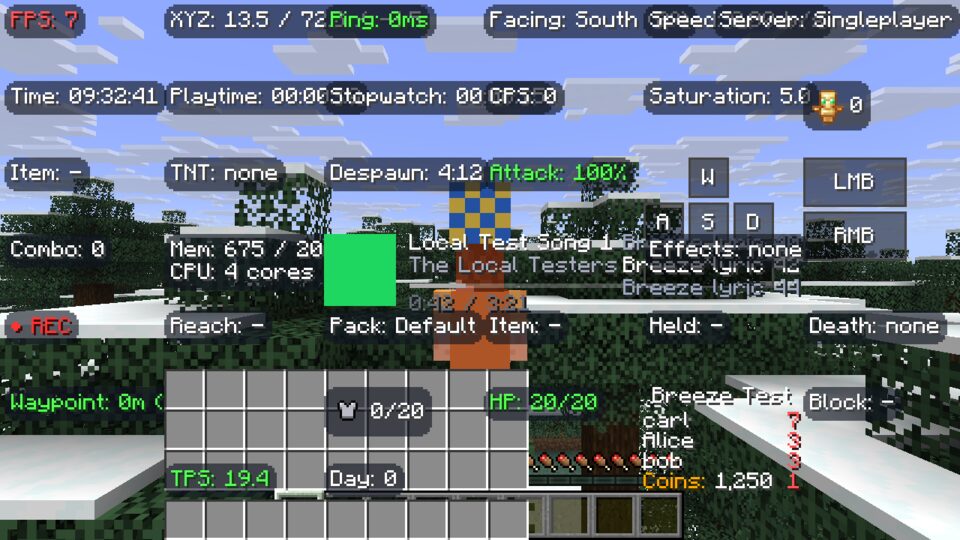 FPS: 7
XYZ: 13.5 / 72
Ping: 0ms
Facing: South
Speed
Server: Singleplayer
Time: 09:32:41
Playtime: 00:00
Stopwatch: 00
CPS: 0
Saturation: 5.0
0
Item: -
TNT: none
Despawn: 4:12
Attack: 100%
W
LMB
A
S
D
RMB
Combo: 0
Mem: 675 / 20
CPU: 4 cores
Local Test Song 1
The Local Testers
0:42 / 3:21
Effects: none
Breeze lyric
Breeze lyric 44
● REC
Reach: -
Pack: Default
Item: -
Held: -
Death: none
Waypoint: 0m (
0/20
HP: 20/20
Breeze Test
carl 7
Alice 3
bob 3
Coins: 1,250 1
Block: -
TPS: 19.4
Day: 0